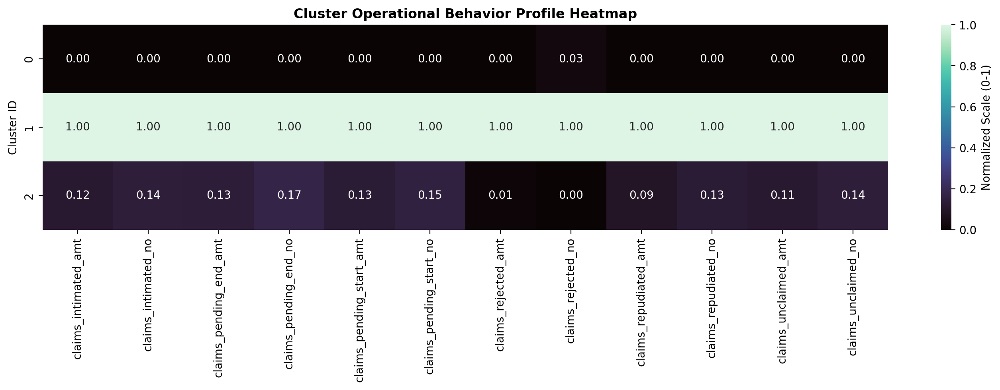 Cluster Operational Behavior Profile Heatmap
Cluster ID
0
0.00 0.00 0.00 0.00 0.00 0.00 0.00 0.03 0.00 0.00 0.00 0.00
1
1.00 1.00 1.00 1.00 1.00 1.00 1.00 1.00 1.00 1.00 1.00 1.00
2
0.12 0.14 0.13 0.17 0.13 0.15 0.01 0.00 0.09 0.13 0.11 0.14
claims_intimated_amt
claims_intimated_no
claims_pending_end_amt
claims_pending_end_no
claims_pending_start_amt
claims_pending_start_no
claims_rejected_amt
claims_rejected_no
claims_repudiated_amt
claims_repudiated_no
claims_unclaimed_amt
claims_unclaimed_no
1.0
0.8
0.6
0.4
0.2
0.0
Normalized Scale (0-1)